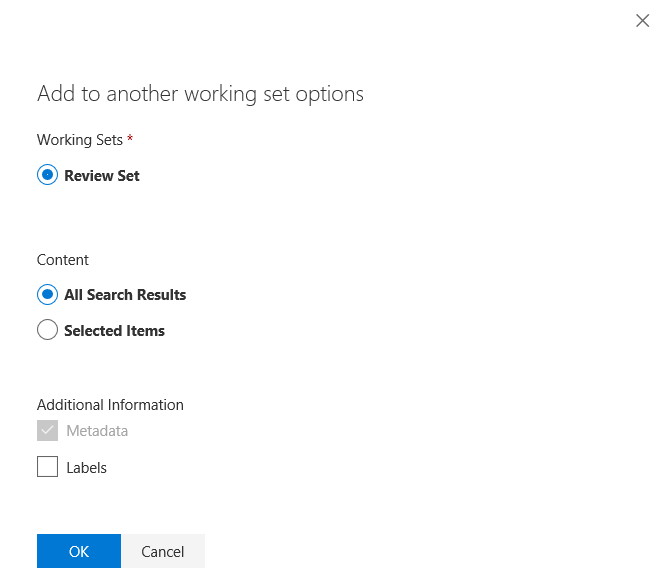 Add to another working set options
Working Sets *
Review Set
Content
All Search Results
Selected Items
Additional Information
Metadata
Labels
OK Cancel